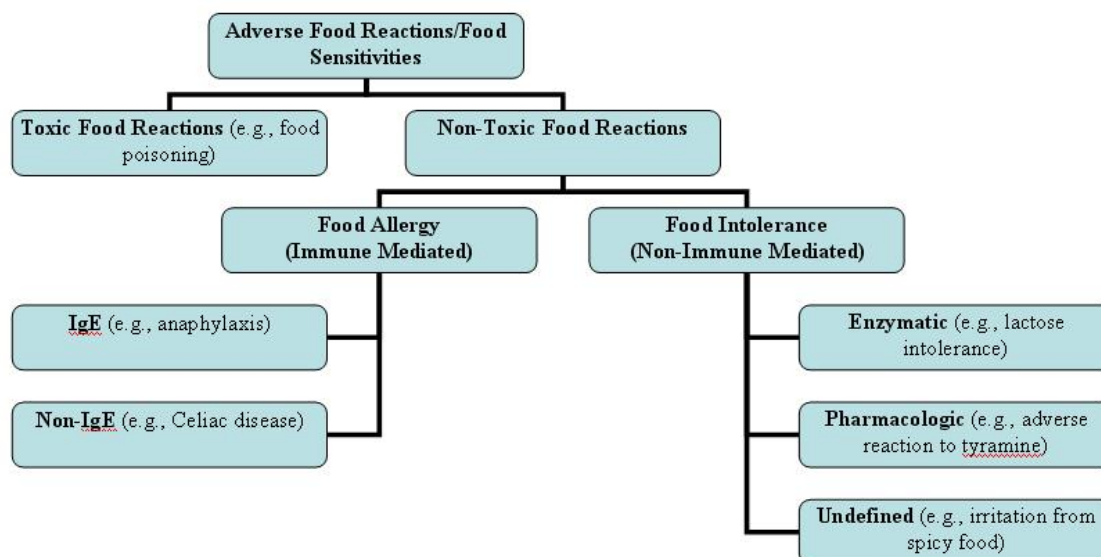 Adverse Food Reactions/Food
Sensitivities
Toxic Food Reactions (e.g., food
poisoning)
Non-Toxic Food Reactions
Food Allergy
(Immune Mediated)
Food Intolerance
(Non-Immune Mediated)
IgE (e.g., anaphylaxis)
Non-IgE (e.g., Celiac disease)
Enzymatic (e.g., lactose
intolerance)
Pharmacologic (e.g., adverse
reaction to tyramine)
Undefined (e.g., irritation from
spicy food)